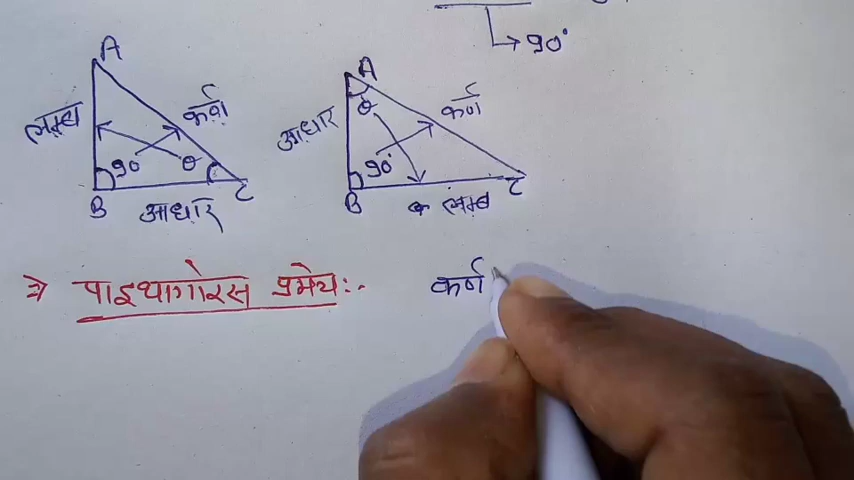 → 90°
A
लम्ब
कर्ण
90
θ
B
आधार
C
A
θ
आधार
कर्ण
90°
B
लम्ब
C
⇒ पाइथागोरस प्रमेय :-
कर्ण